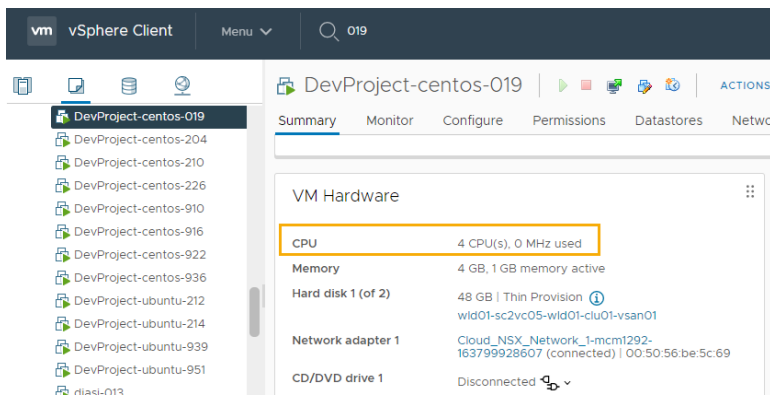 vm vSphere Client Menu 019
DevProject-centos-019
ACTIONS
Summary Monitor Configure Permissions Datastores Netwo
DevProject-centos-019
DevProject-centos-204
DevProject-centos-210
DevProject-centos-226
DevProject-centos-910
DevProject-centos-916
DevProject-centos-922
DevProject-centos-936
DevProject-ubuntu-212
DevProject-ubuntu-214
DevProject-ubuntu-939
DevProject-ubuntu-951
diasi-013
VM Hardware
CPU 4 CPU(s), 0 MHz used
Memory 4 GB, 1 GB memory active
Hard disk 1 (of 2) 48 GB | Thin Provision
wld01-sc2vc05-wld01-clu01-vsan01
Network adapter 1 Cloud_NSX_Network_1-mcm1292-
163799928607 (connected) | 00:50:56:be:5c:69
CD/DVD drive 1 Disconnected